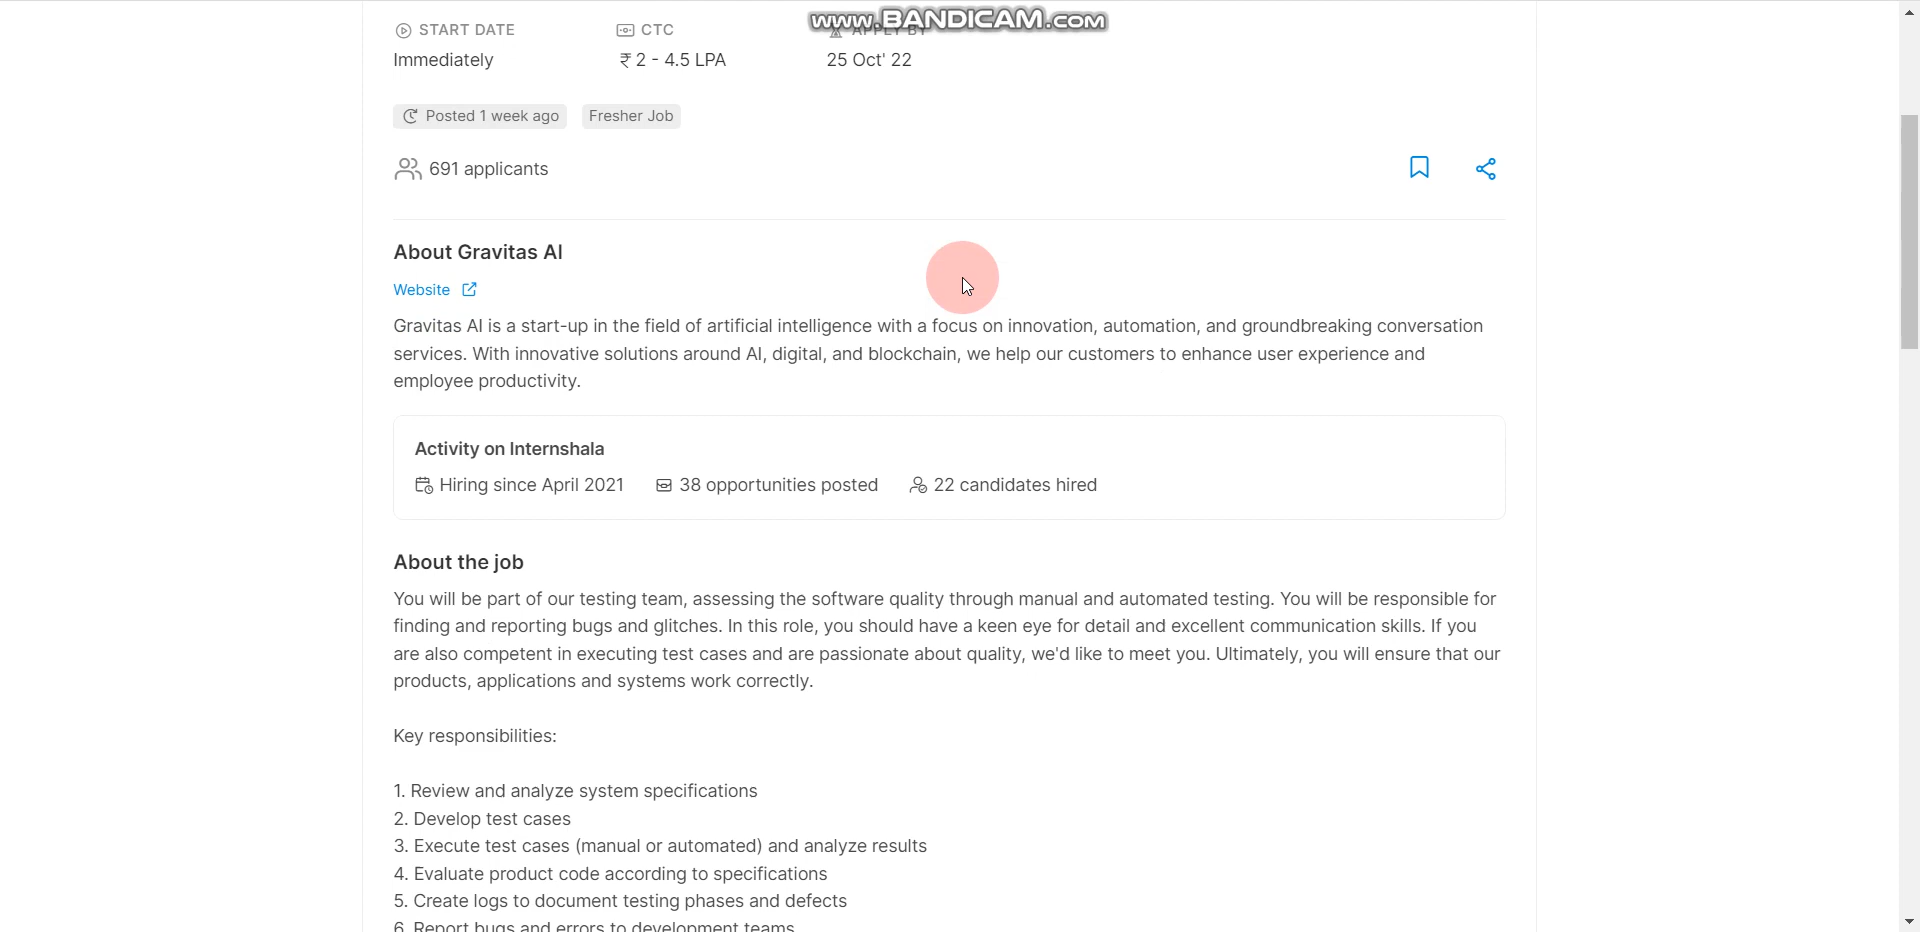 www.BANDICAM.com
START DATE
CTC
APPLY BY
Immediately
₹ 2 - 4.5 LPA
25 Oct' 22
Posted 1 week ago
Fresher Job
691 applicants
About Gravitas AI
Website
Gravitas AI is a start-up in the field of artificial intelligence with a focus on innovation, automation, and groundbreaking conversation
services. With innovative solutions around AI, digital, and blockchain, we help our customers to enhance user experience and
employee productivity.
Activity on Internshala
Hiring since April 2021
38 opportunities posted
22 candidates hired
About the job
You will be part of our testing team, assessing the software quality through manual and automated testing. You will be responsible for
finding and reporting bugs and glitches. In this role, you should have a keen eye for detail and excellent communication skills. If you
are also competent in executing test cases and are passionate about quality, we'd like to meet you. Ultimately, you will ensure that our
products, applications and systems work correctly.
Key responsibilities:
1. Review and analyze system specifications
2. Develop test cases
3. Execute test cases (manual or automated) and analyze results
4. Evaluate product code according to specifications
5. Create logs to document testing phases and defects
6. Report bugs and errors to development teams